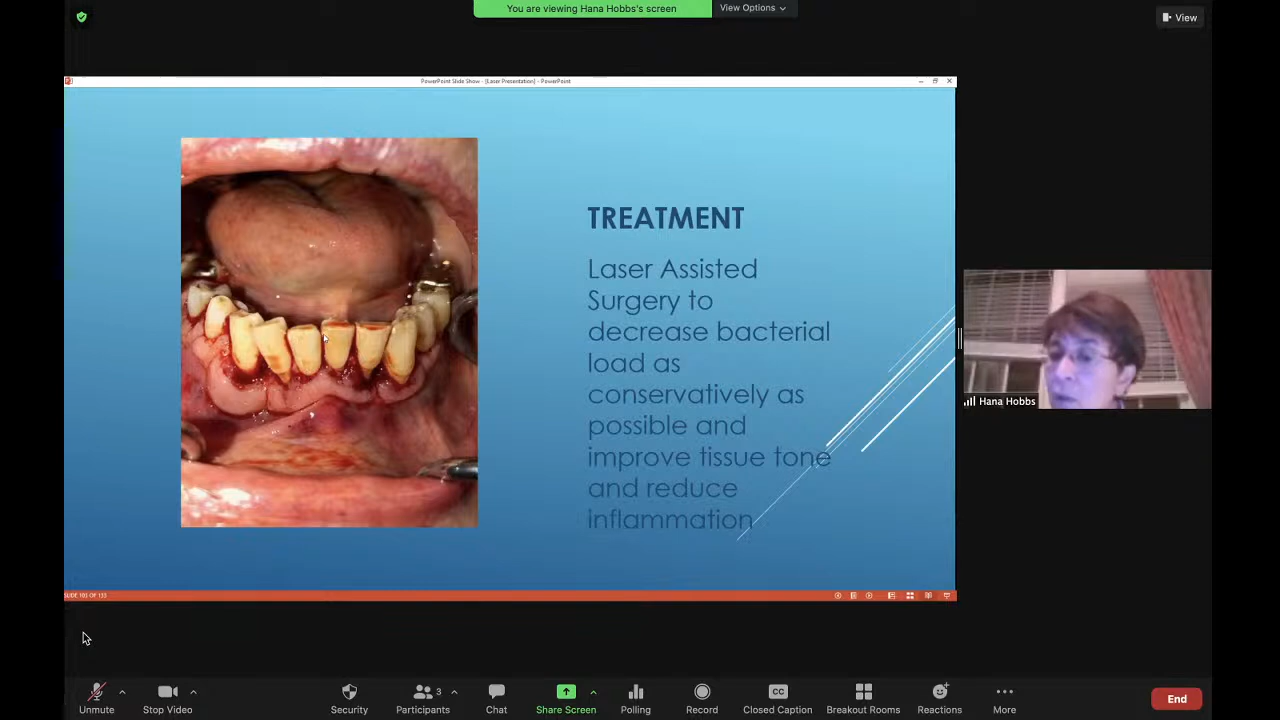 You are viewing Hana Hobbs's screen
View Options
View
PowerPoint Slide Show - [Laser Presentation] - PowerPoint
TREATMENT
Laser Assisted
Surgery to
decrease bacterial
load as
conservatively as
possible and
improve tissue tone
and reduce
inflammation
Hana Hobbs
SLIDE 103 OF 133
Unmute
Stop Video
Security
Participants
3
Chat
Share Screen
Polling
Record
CC
Closed Caption
Breakout Rooms
Reactions
More
End